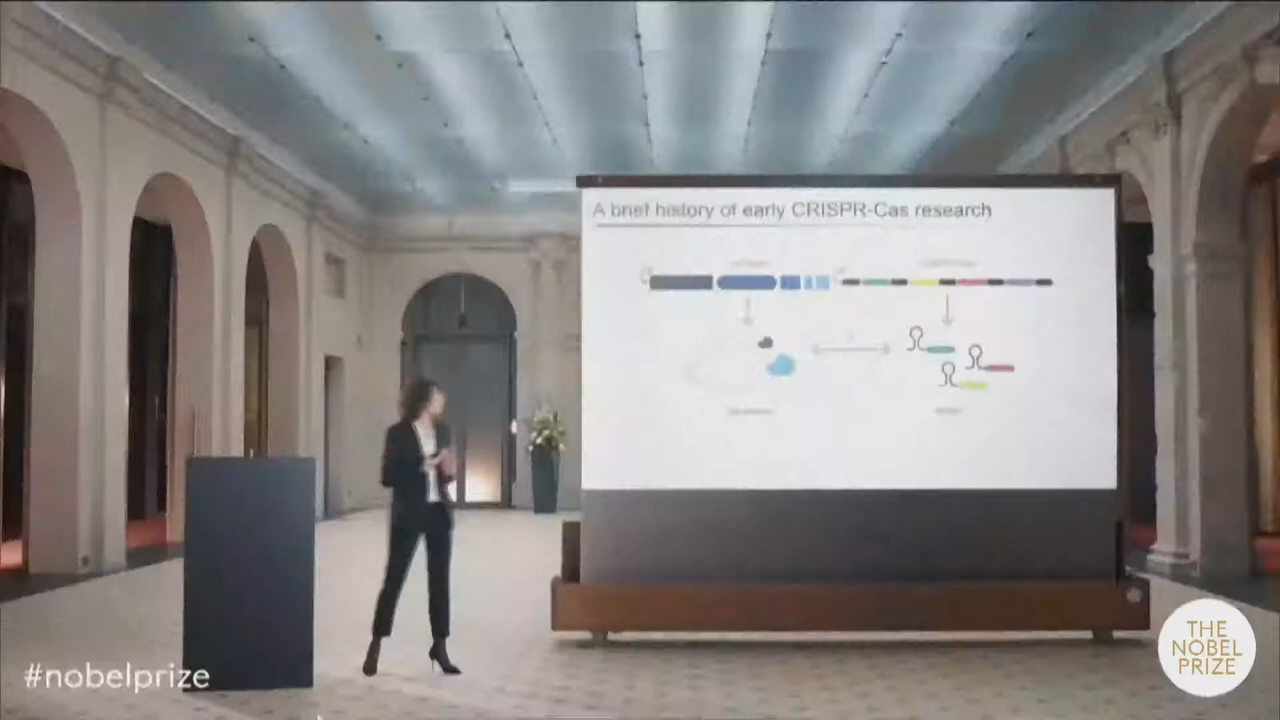 A brief history of early CRISPR-Cas research
#nobelprize
THE
NOBEL
PRIZE